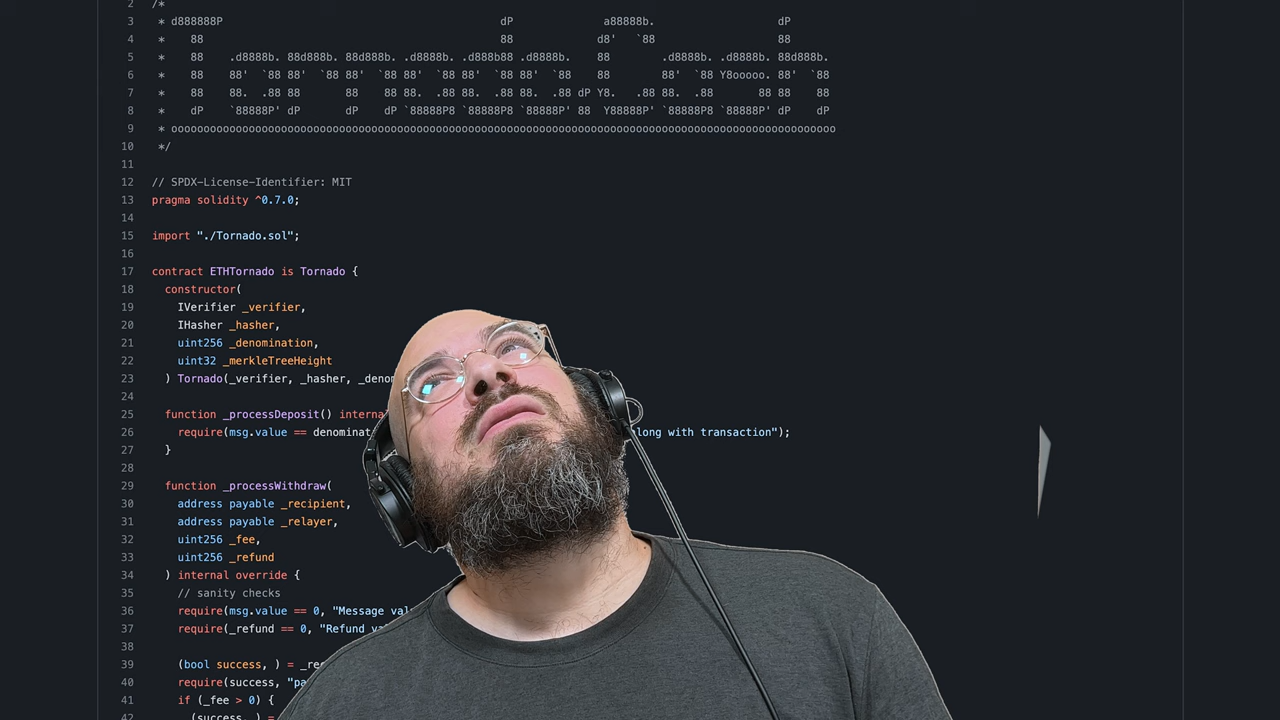 2 /*
3 * d888888P dP a88888b. dP
4 * 88 88 d8' `88 88
5 * 88 .d8888b. 88d888b. 88d888b. .d8888b. .d888b88 .d8888b. 88 .d8888b. .d8888b. 88d888b.
6 * 88 88' `88 88' `88 88' `88 88' `88 88' `88 88' `88 88 88' `88 Y8ooooo. 88' `88
7 * 88 88. .88 88 88 88 88. .88 88. .88 88. .88 dP Y8. .88 88. .88 88 88 88
8 * dP `88888P' dP dP dP `88888P8 `88888P8 `88888P' 88 Y88888P' `88888P8 `88888P' dP dP
9 * ooooooooooooooooooooooooooooooooooooooooooooooooooooooooooooooooooooooooooooooooooooooooooooooooooooooo
10 */
11
12 // SPDX-License-Identifier: MIT
13 pragma solidity ^0.7.0;
14
15 import "./Tornado.sol";
16
17 contract ETHTornado is Tornado {
18 constructor(
19 IVerifier _verifier,
20 IHasher _hasher,
21 uint256 _denomination,
22 uint32 _merkleTreeHeight
23 ) Tornado(_verifier, _hasher, _denom
24
25 function _processDeposit() interna
26 require(msg.value == denominat long with transaction");
27 }
28
29 function _processWithdraw(
30 address payable _recipient,
31 address payable _relayer,
32 uint256 _fee,
33 uint256 _refund
34 ) internal override {
35 // sanity checks
36 require(msg.value == 0, "Message val
37 require(_refund == 0, "Refund va
38
39 (bool success, ) = _re
40 require(success, "pa
41 if (_fee > 0) {
42 (success, ) =